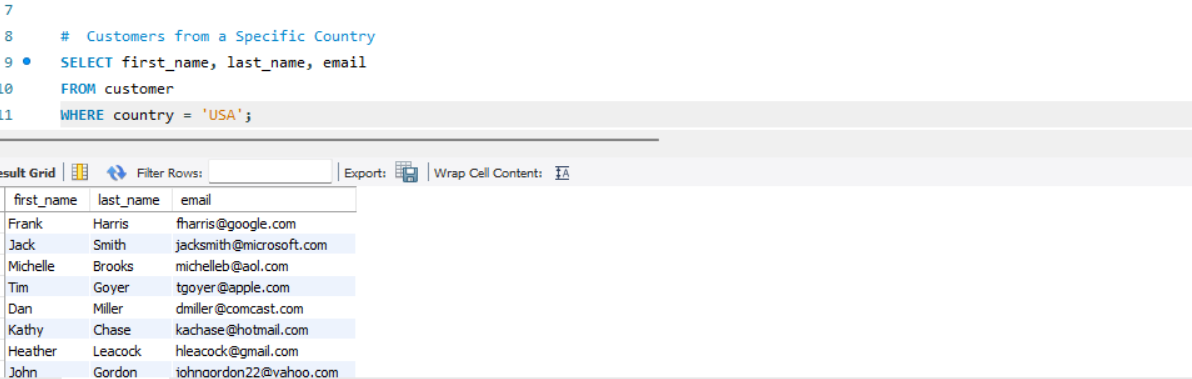 7
8 # Customers from a Specific Country
9 SELECT first_name, last_name, email
10 FROM customer
11 WHERE country = 'USA';
esult Grid Filter Rows: Export: Wrap Cell Content: IA
first_name last_name email
Frank Harris fharris@google.com
Jack Smith jacksmith@microsoft.com
Michelle Brooks michelleb@aol.com
Tim Goyer tgoyer@apple.com
Dan Miller dmiller@comcast.com
Kathy Chase kachase@hotmail.com
Heather Leacock hleacock@gmail.com
John Gordon johngordon22@yahoo.com